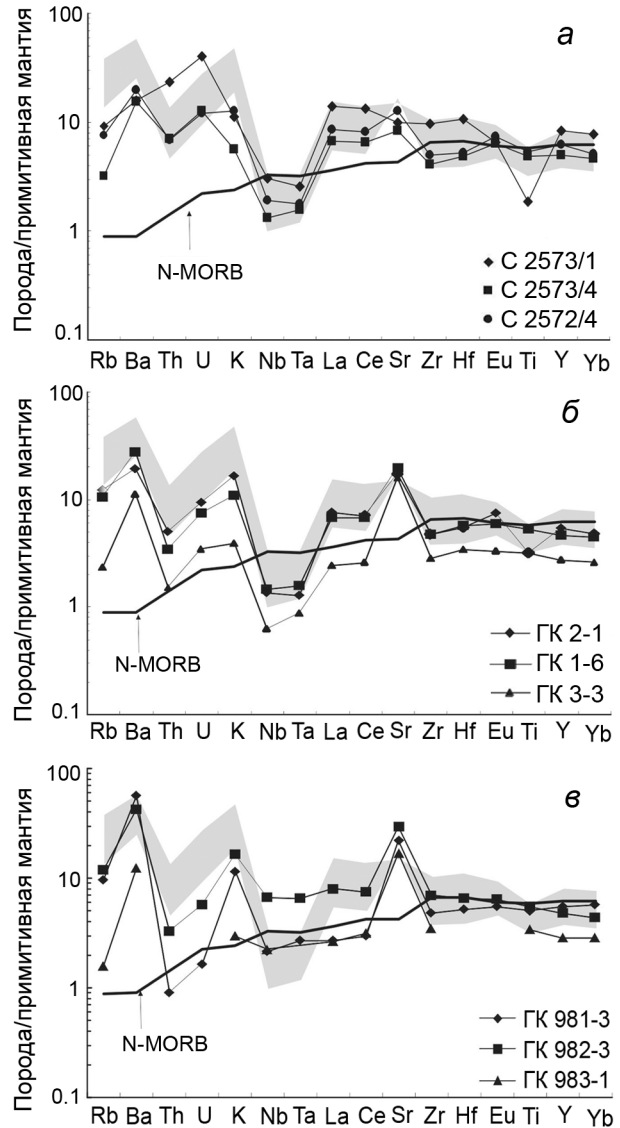 а
Порода/примитивная мантия
100
10
1
0.1
N-MORB
С 2573/1
С 2573/4
С 2572/4
Rb Ba Th U K Nb Ta La Ce Sr Zr Hf Eu Ti Y Yb
б
Порода/примитивная мантия
100
10
1
0.1
N-MORB
ГК 2-1
ГК 1-6
ГК 3-3
Rb Ba Th U K Nb Ta La Ce Sr Zr Hf Eu Ti Y Yb
в
Порода/примитивная мантия
100
10
1
0.1
N-MORB
ГК 981-3
ГК 982-3
ГК 983-1
Rb Ba Th U K Nb Ta La Ce Sr Zr Hf Eu Ti Y Yb